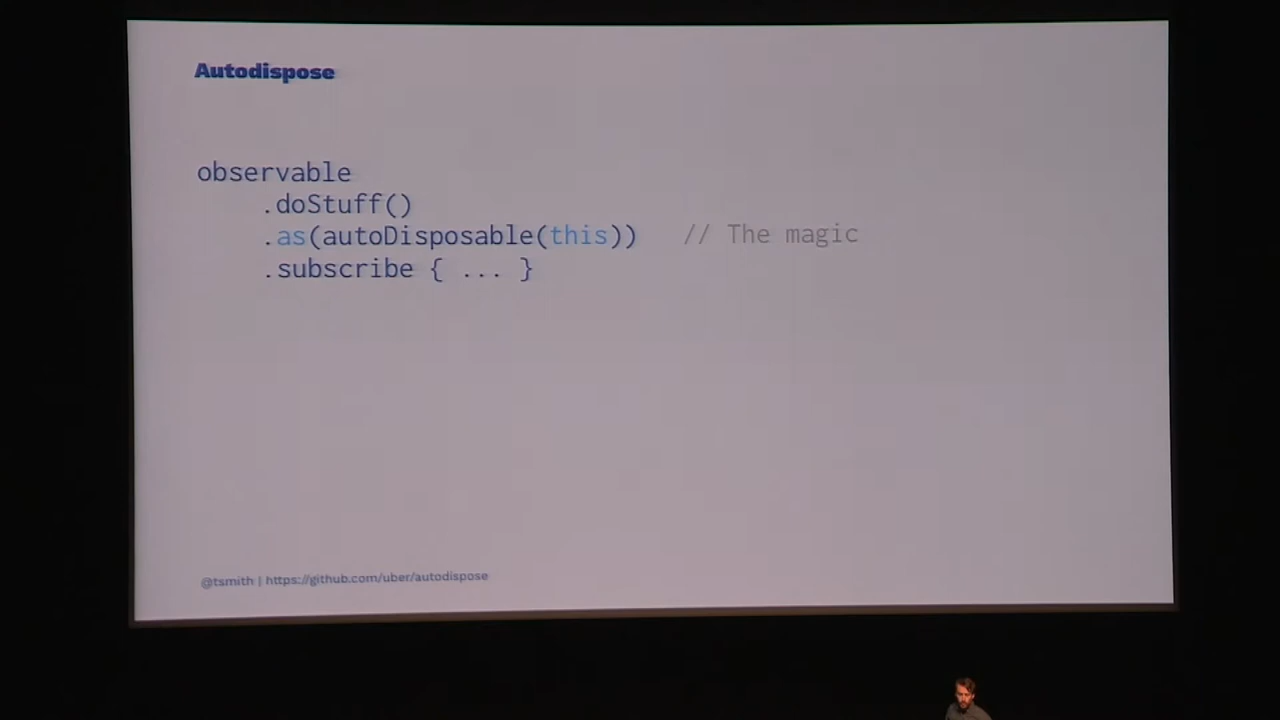 Autodispose
observable
.doStuff()
.as(autoDisposable(this)) // The magic
.subscribe { ... }
@tsmith | https://github.com/uber/autodispose